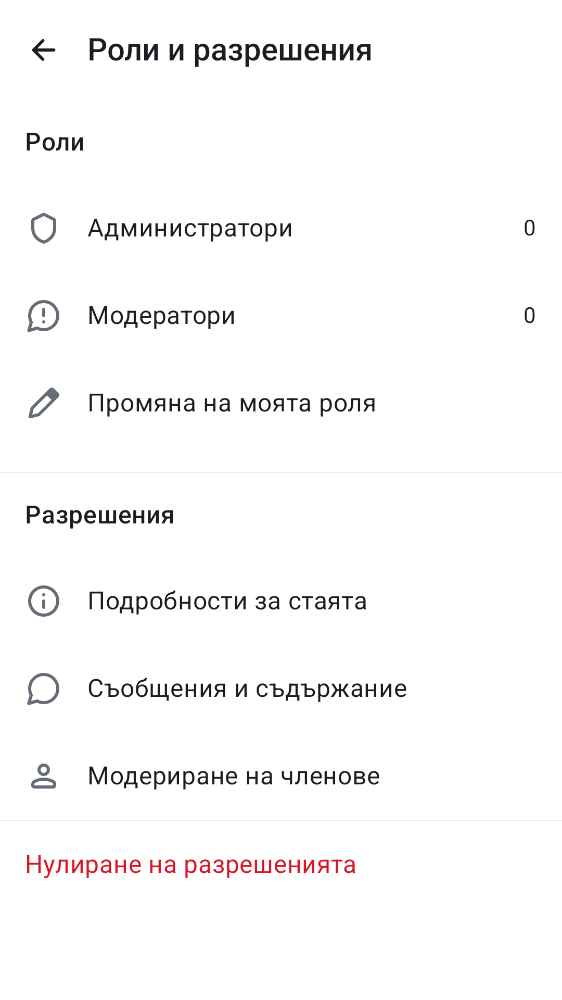 Роли и разрешения
Роли
Администратори 0
Модератори 0
Промяна на моята роля
Разрешения
Подробности за стаята
Съобщения и съдържание
Модериране на членове
Нулиране на разрешенията